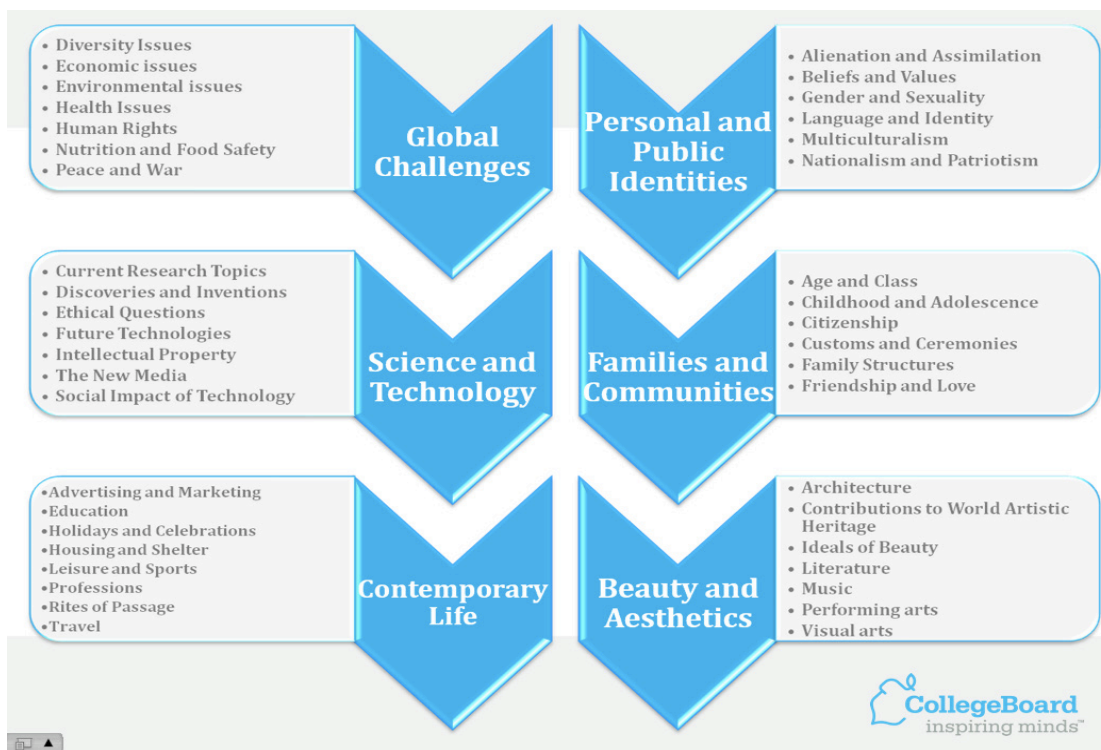 • Diversity Issues
• Economic issues
• Environmental issues
• Health Issues
• Human Rights
• Nutrition and Food Safety
• Peace and War
Global
Challenges
Personal and
Public
Identities
• Alienation and Assimilation
• Beliefs and Values
• Gender and Sexuality
• Language and Identity
• Multiculturalism
• Nationalism and Patriotism
• Current Research Topics
• Discoveries and Inventions
• Ethical Questions
• Future Technologies
• Intellectual Property
• The New Media
• Social Impact of Technology
Science and
Technology
Families and
Communities
• Age and Class
• Childhood and Adolescence
• Citizenship
• Customs and Ceremonies
• Family Structures
• Friendship and Love
•Advertising and Marketing
•Education
•Holidays and Celebrations
•Housing and Shelter
•Leisure and Sports
•Professions
•Rites of Passage
•Travel
Contemporary
Life
Beauty and
Aesthetics
• Architecture
• Contributions to World Artistic
Heritage
• Ideals of Beauty
• Literature
• Music
• Performing arts
• Visual arts
CollegeBoard
inspiring minds™